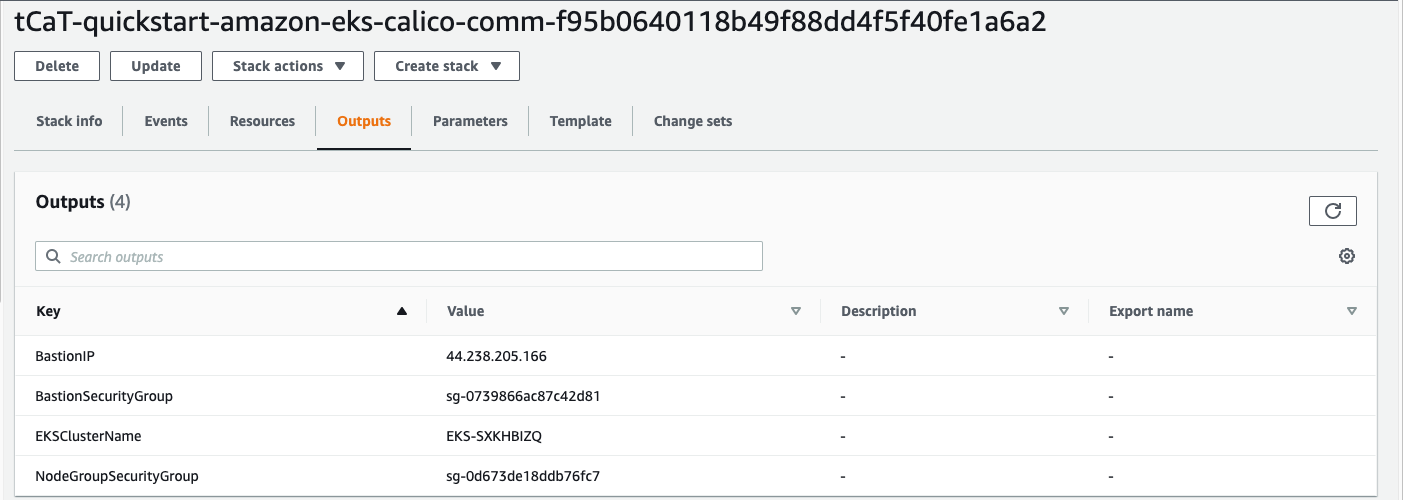 tCaT-quickstart-amazon-eks-calico-comm-f95b0640118b49f88dd4f5f40fe1a6a2
Delete Update Stack actions Create stack
Stack info Events Resources Outputs Parameters Template Change sets
Outputs (4)
Search outputs
Key Value Description Export name
BastionIP 44.238.205.166 - -
BastionSecurityGroup sg-0739866ac87c42d81 - -
EKSClusterName EKS-SXKHBIZQ - -
NodeGroupSecurityGroup sg-0d673de18ddb76fc7 - -